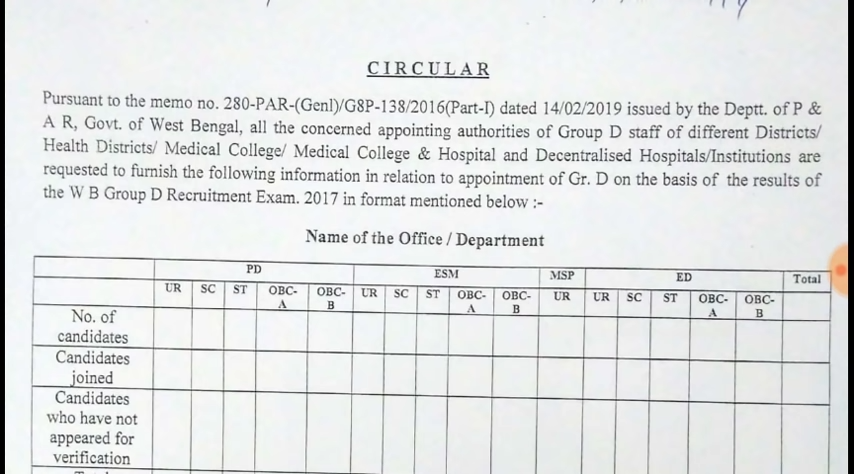 CIRCULAR
Pursuant to the memo no. 280-PAR-(Genl)/G8P-138/2016(Part-I) dated 14/02/2019 issued by the Deptt. of P &
A R, Govt. of West Bengal, all the concerned appointing authorities of Group D staff of different Districts/
Health Districts/ Medical College/ Medical College & Hospital and Decentralised Hospitals/Institutions are
requested to furnish the following information in relation to appointment of Gr. D on the basis of the results of
the W B Group D Recruitment Exam. 2017 in format mentioned below :-
Name of the Office / Department
PD ESM MSP ED Total
UR SC ST OBC- OBC- UR SC ST OBC- OBC- UR UR SC ST OBC- OBC-
A B A B A B
No. of
candidates
Candidates
joined
Candidates
who have not
appeared for
verification